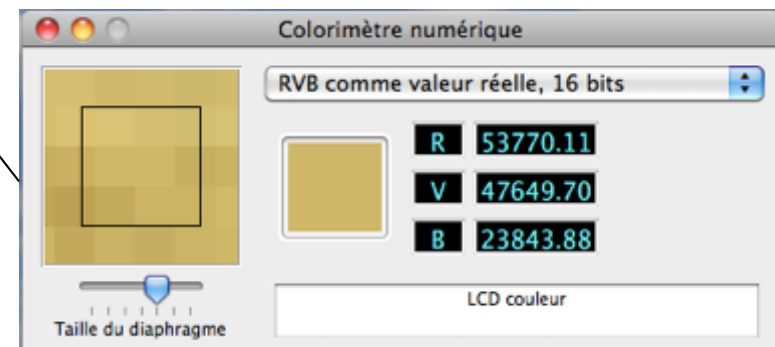 Colorimètre numérique
RVB comme valeur réelle, 16 bits
R 53770.11
V 47649.70
B 23843.88
LCD couleur
Taille du diaphragme